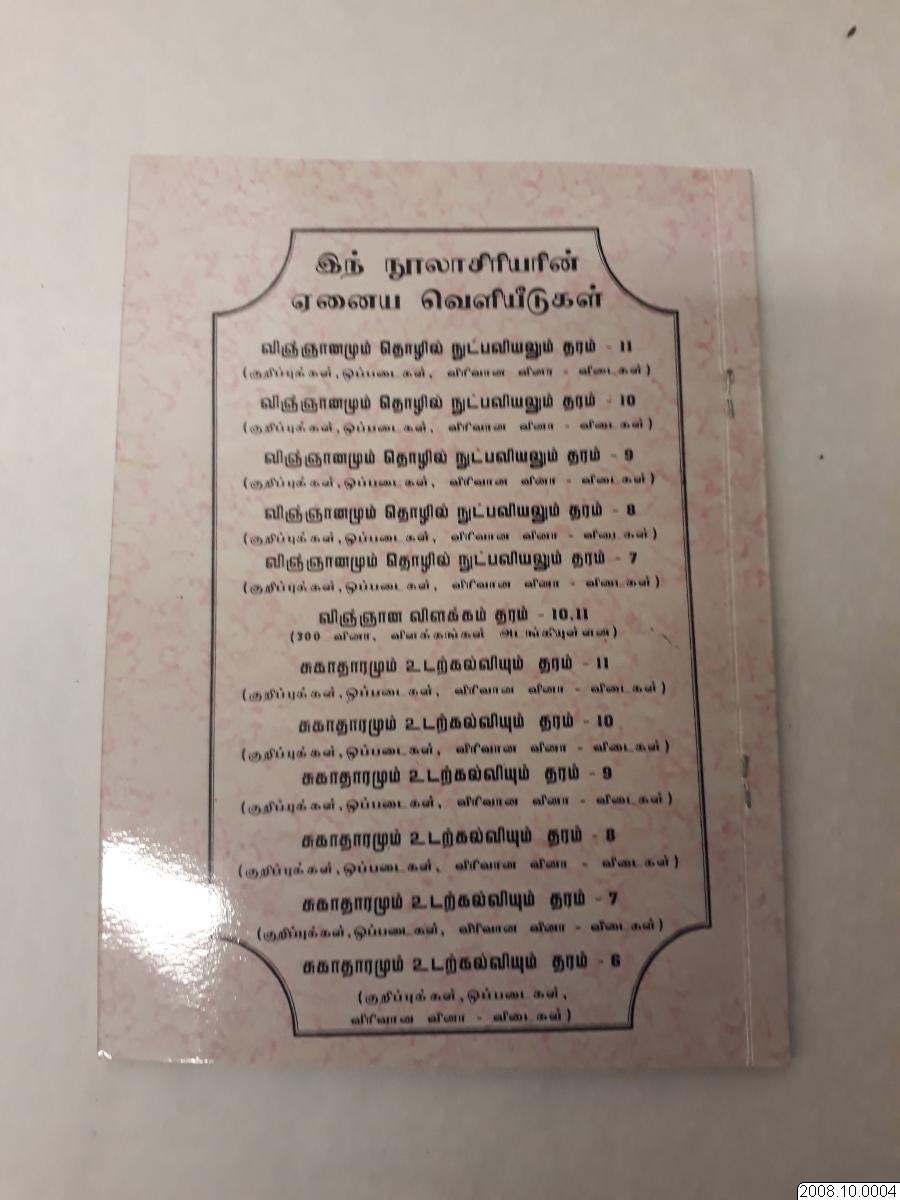 இந் நூலாசிரியரின்
ஏனைய வெளியீடுகள்
விஞ்ஞானமும் தொழில் நுட்பவியலும் தரம் - 11
(குறிப்புக்கள்,ஒப்படைகள், விரிவான வினா - விடைகள்)
விஞ்ஞானமும் தொழில் நுட்பவியலும் தரம் - 10
(குறிப்புக்கள்,ஒப்படைகள், விரிவான வினா - விடைகள்)
விஞ்ஞானமும் தொழில் நுட்பவியலும் தரம் - 9
(குறிப்புக்கள்,ஒப்படைகள், விரிவான வினா - விடைகள்)
விஞ்ஞானமும் தொழில் நுட்பவியலும் தரம் - 8
(குறிப்புக்கள்,ஒப்படைகள், விரிவான வினா - விடைகள்)
விஞ்ஞானமும் தொழில் நுட்பவியலும் தரம் - 7
(குறிப்புக்கள்,ஒப்படைகள், விரிவான வினா - விடைகள்)
விஞ்ஞான விளக்கம் தரம் - 10,11
(300 வினா, விளக்கங்கள் அடங்கியுள்ளன)
சுகாதாரமும் உடற்கல்வியும் தரம் - 11
(குறிப்புக்கள்,ஒப்படைகள், விரிவான வினா - விடைகள்)
சுகாதாரமும் உடற்கல்வியும் தரம் - 10
(குறிப்புக்கள்,ஒப்படைகள், விரிவான வினா - விடைகள்)
சுகாதாரமும் உடற்கல்வியும் தரம் - 9
(குறிப்புக்கள்,ஒப்படைகள், விரிவான வினா - விடைகள்)
சுகாதாரமும் உடற்கல்வியும் தரம் - 8
(குறிப்புக்கள்,ஒப்படைகள், விரிவான வினா - விடைகள்)
சுகாதாரமும் உடற்கல்வியும் தரம் - 7
(குறிப்புக்கள்,ஒப்படைகள், விரிவான வினா - விடைகள்)
சுகாதாரமும் உடற்கல்வியும் தரம் - 6
(குறிப்புக்கள்,ஒப்படைகள்,
விரிவான வினா - விடைகள்)
2008.10.0004